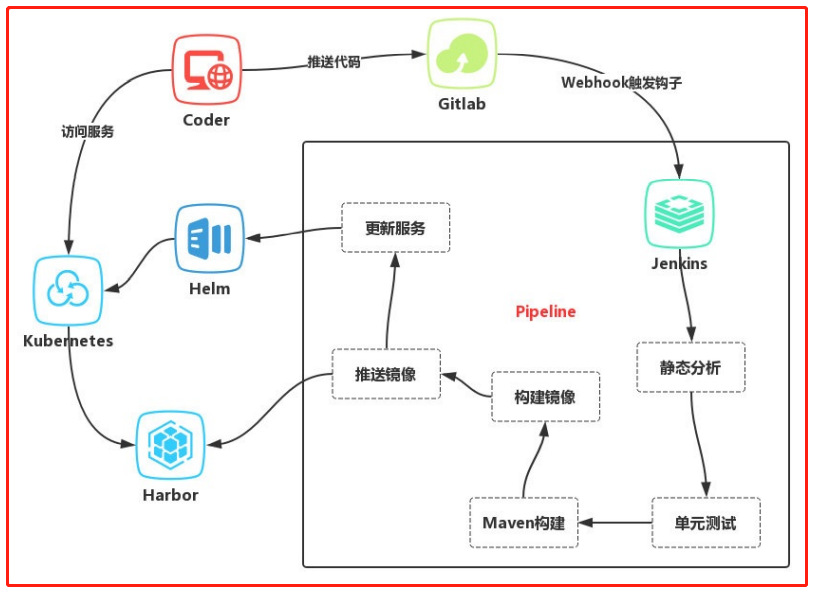 推送代码
Coder
Gitlab
Webhook触发钩子
访问服务
更新服务
Jenkins
Helm
Pipeline
Kubernetes
静态分析
推送镜像
构建镜像
Harbor
Maven构建
单元测试